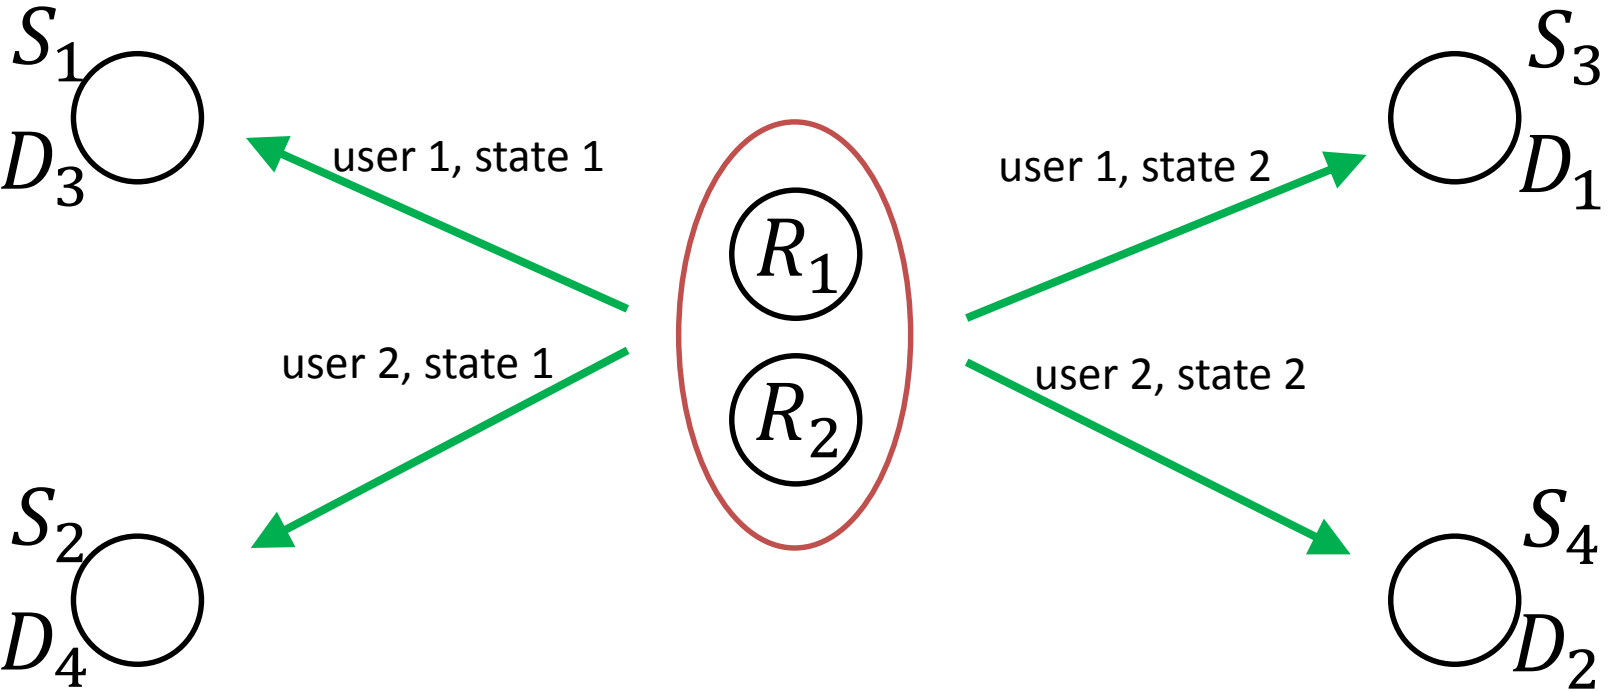 S₁
D₃
user 1, state 1
user 1, state 2
S₃
D₁
R₁
R₂
user 2, state 1
user 2, state 2
S₂
D₄
S₄
D₂